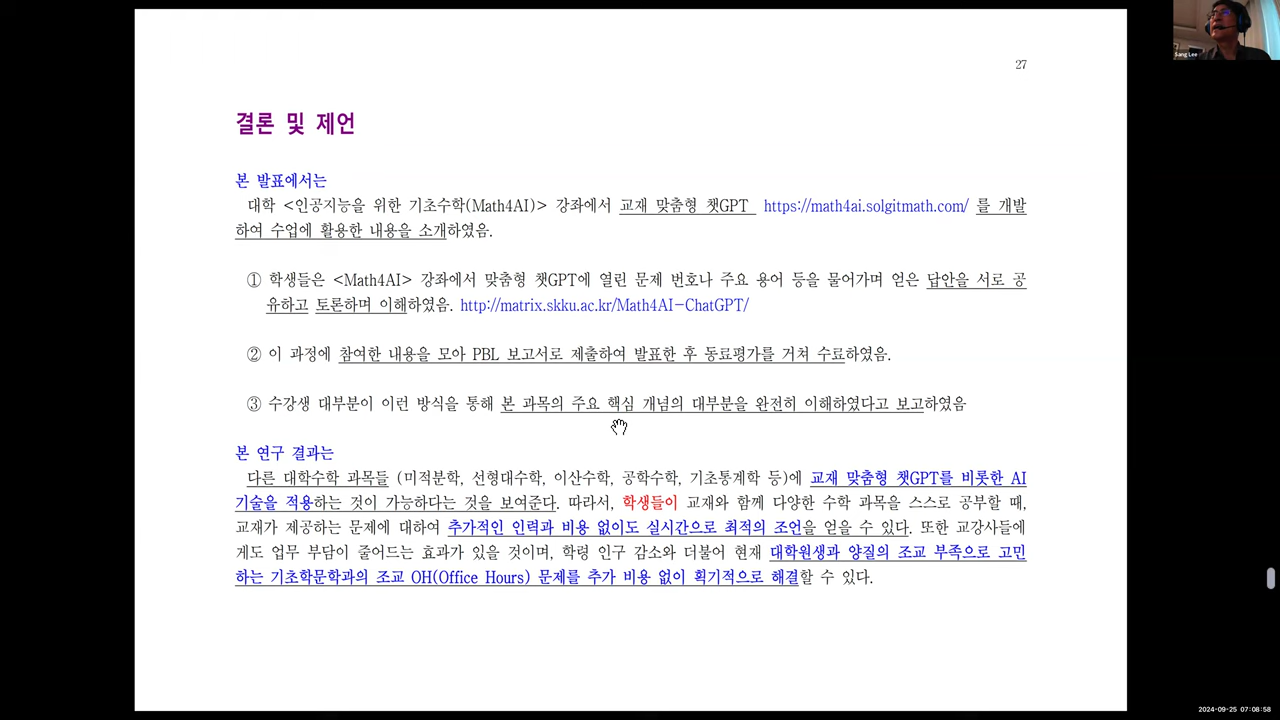 Sang Lee
27
결론 및 제언
본 발표에서는
대학 <인공지능을 위한 기초수학(Math4AI)> 강좌에서 교재 맞춤형 챗GPT https://math4ai.solgitmath.com/ 를 개발
하여 수업에 활용한 내용을 소개하였음.
① 학생들은 <Math4AI> 강좌에서 맞춤형 챗GPT에 열린 문제 번호나 주요 용어 등을 물어가며 얻은 답안을 서로 공
유하고 토론하며 이해하였음. http://matrix.skku.ac.kr/Math4AI-ChatGPT/
② 이 과정에 참여한 내용을 모아 PBL 보고서로 제출하여 발표한 후 동료평가를 거쳐 수료하였음.
③ 수강생 대부분이 이런 방식을 통해 본 과목의 주요 핵심 개념의 대부분을 완전히 이해하였다고 보고하였음
본 연구 결과는
다른 대학수학 과목들 (미적분학, 선형대수학, 이산수학, 공학수학, 기초통계학 등)에 교재 맞춤형 챗GPT를 비롯한 AI
기술을 적용하는 것이 가능하다는 것을 보여준다. 따라서, 학생들이 교재와 함께 다양한 수학 과목을 스스로 공부할 때,
교재가 제공하는 문제에 대하여 추가적인 인력과 비용 없이도 실시간으로 최적의 조언을 얻을 수 있다. 또한 교강사들에
게도 업무 부담이 줄어드는 효과가 있을 것이며, 학령 인구 감소와 더불어 현재 대학원생과 양질의 조교 부족으로 고민
하는 기초학문학과의 조교 OH(Office Hours) 문제를 추가 비용 없이 획기적으로 해결할 수 있다.
2024-09-25 07:08:58